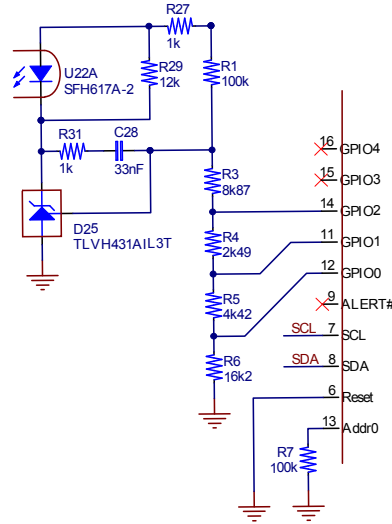 R27
1k
U22A
SFH617A-2
R29
12k
R1
100k
R31
1k
C28
33nF
D25
TLVH431AIL3T
R3
8k87
R4
2k49
R5
4k42
R6
16k2
16 GPIO4
15 GPIO3
14 GPIO2
11 GPIO1
12 GPIO0
9 ALERT#
SCL 7 SCL
SDA 8 SDA
6 Reset
13 Addr0
R7
100k